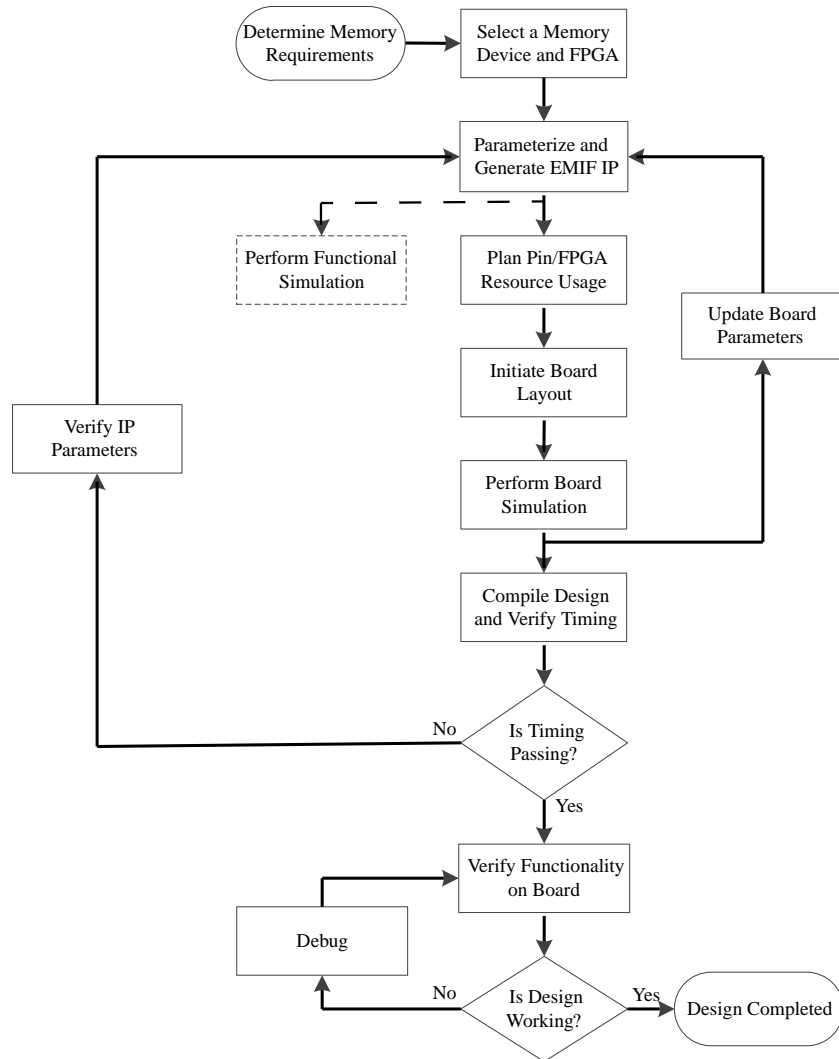 Determine Memory
Requirements
Select a Memory
Device and FPGA
Parameterize and
Generate EMIF IP
Perform Functional
Simulation
Plan Pin/FPGA
Resource Usage
Update Board
Parameters
Initiate Board
Layout
Verify IP
Parameters
Perform Board
Simulation
Compile Design
and Verify Timing
No
Is Timing
Passing?
Yes
Verify Functionality
on Board
Debug
No
Is Design
Working?
Yes
Design Completed